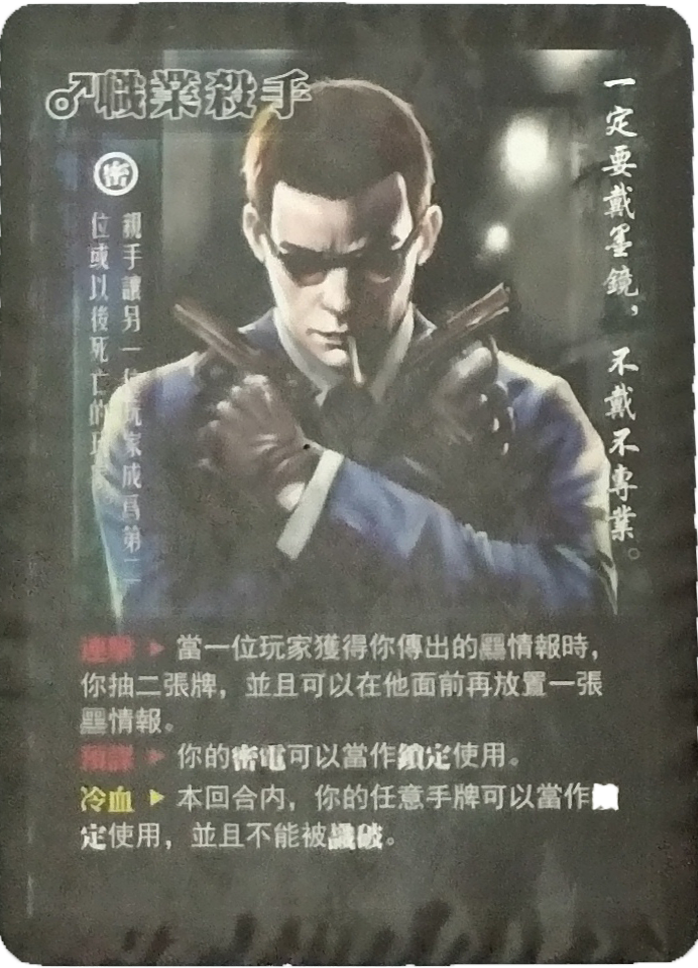 ♂職業殺手
一定要戴墨鏡，不戴不專業。
密
親手讓另一位玩家成為第二
位或以後死亡的玩
連擊▶當一位玩家獲得你傳出的黑情報時，
你抽二張牌，並且可以在他面前再放置一張
黑情報。
預謀▶你的密電可以當作鎖定使用。
冷血▶本回合內，你的任意手牌可以當作
定使用，並且不能被識破。